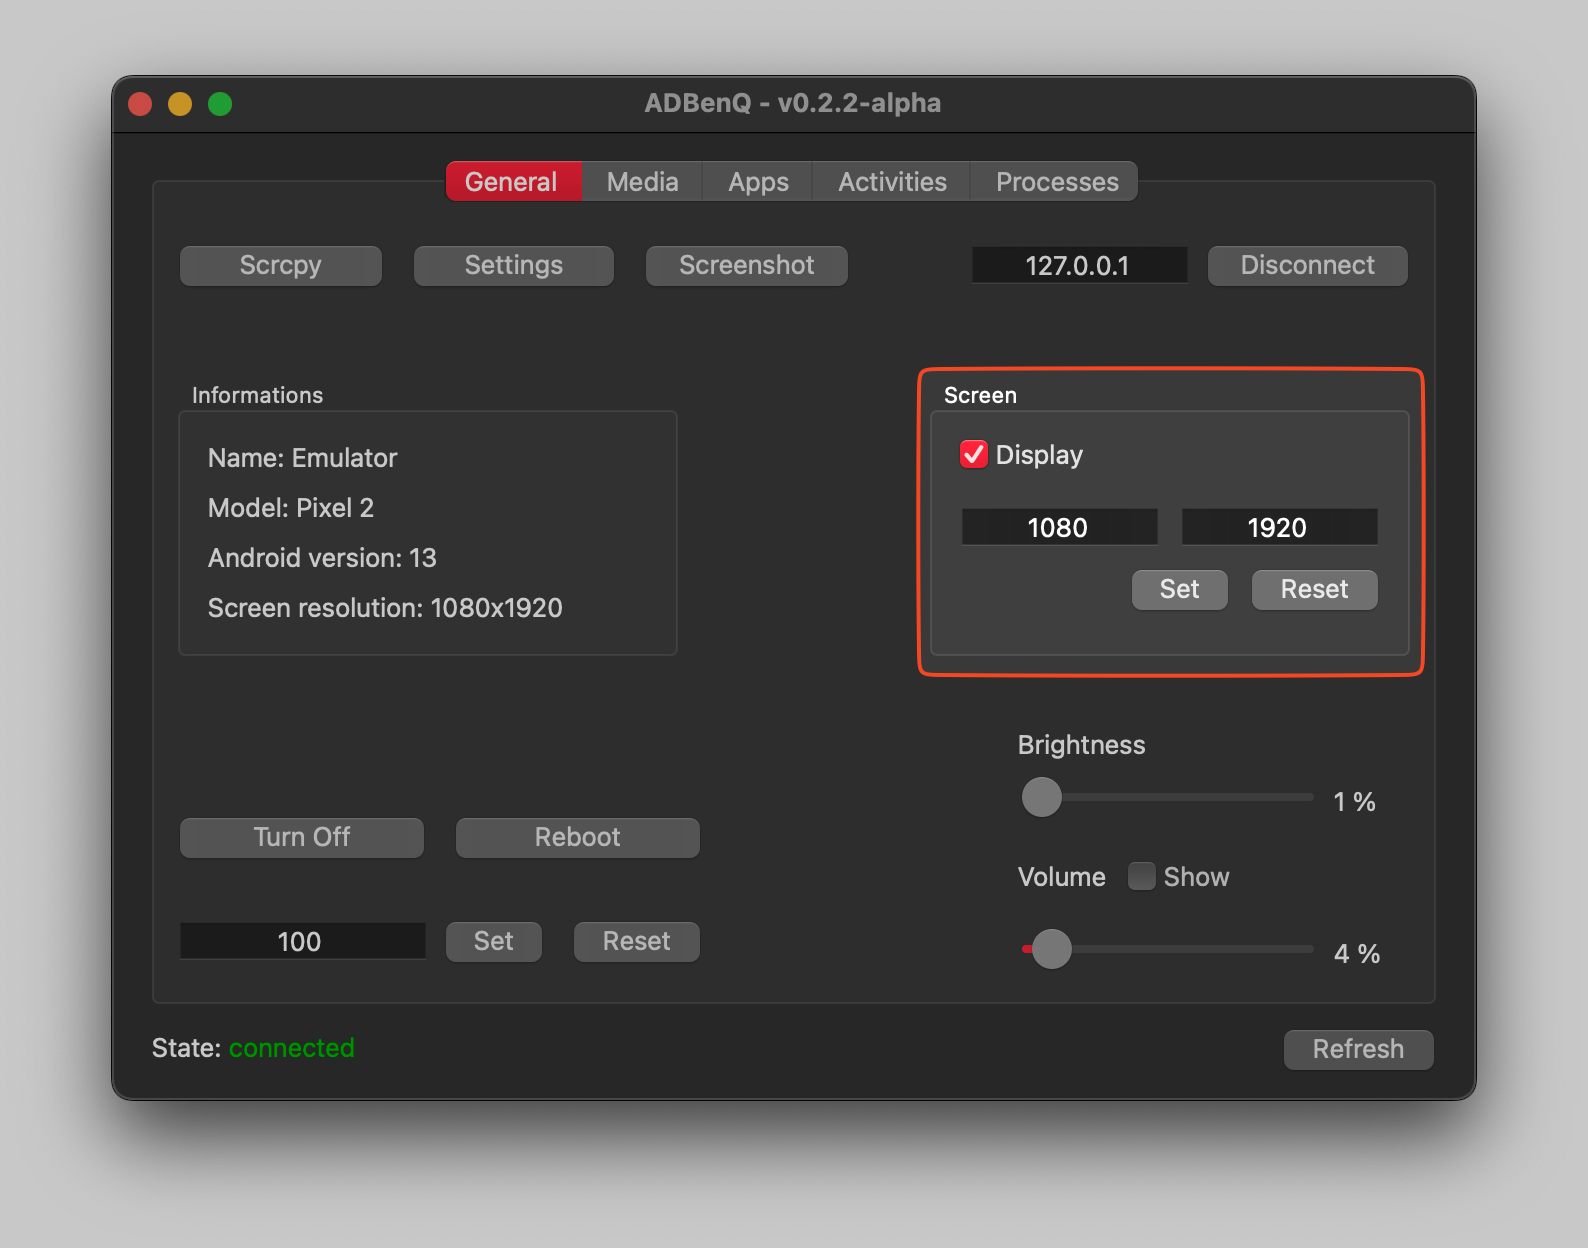 ADBenQ - v0.2.2-alpha
General Media Apps Activities Processes
Scrcpy Settings Screenshot 127.0.0.1 Disconnect
Informations
Name: Emulator
Model: Pixel 2
Android version: 13
Screen resolution: 1080x1920
Screen
Display
1080 1920
Set Reset
Brightness
1 %
Turn Off Reboot
Volume Show
4 %
100 Set Reset
State: connected
Refresh